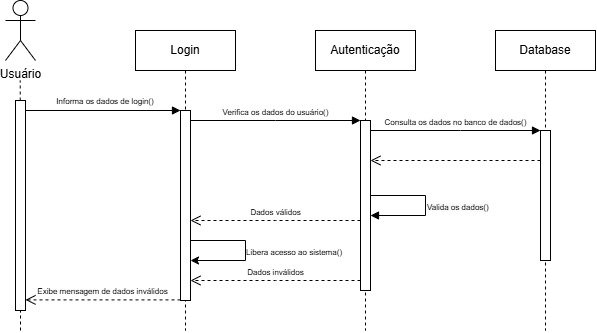 Usuário
Login
Autenticação
Database
Informa os dados de login()
Verifica os dados do usuário()
Consulta os dados no banco de dados()
Valida os dados()
Dados válidos
Libera acesso ao sistema()
Dados inválidos
Exibe mensagem de dados inválidos